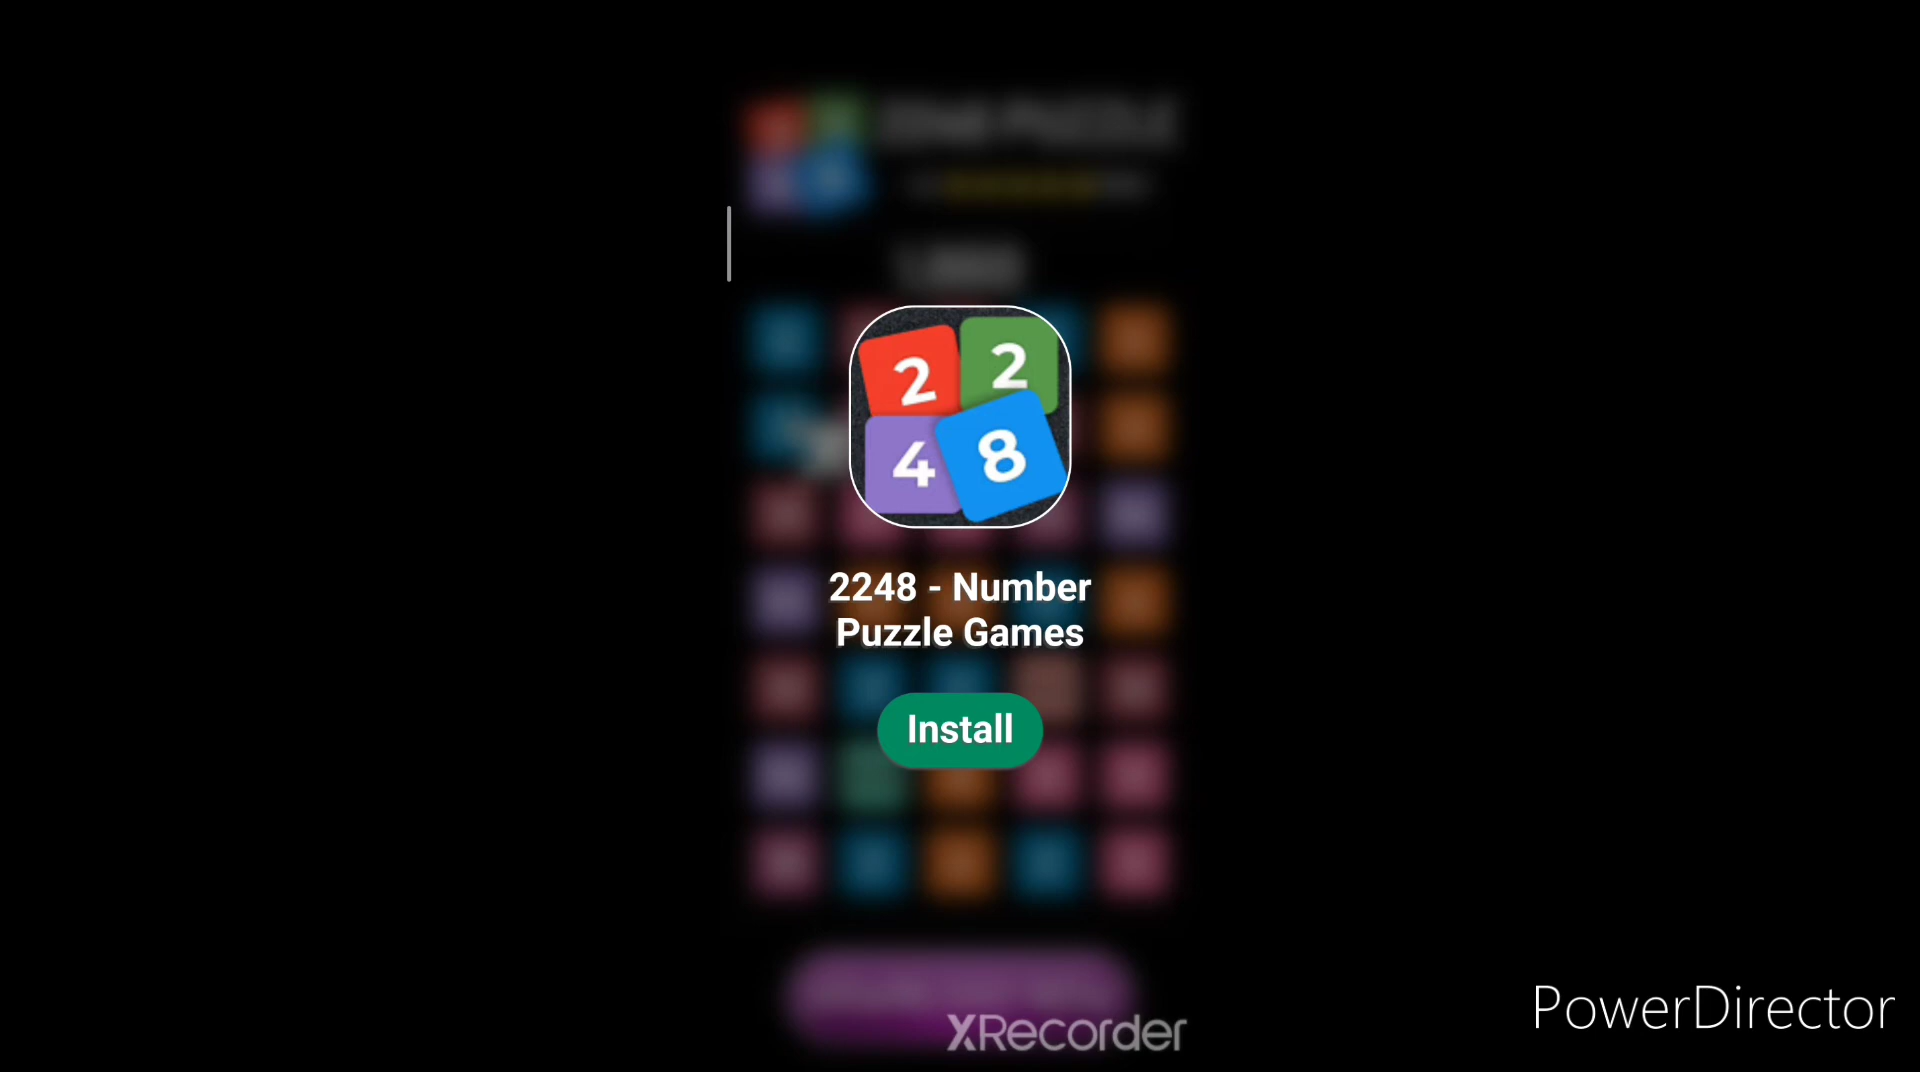 2 2
4 8
2248 - Number
Puzzle Games
Install
XRecorder
PowerDirector